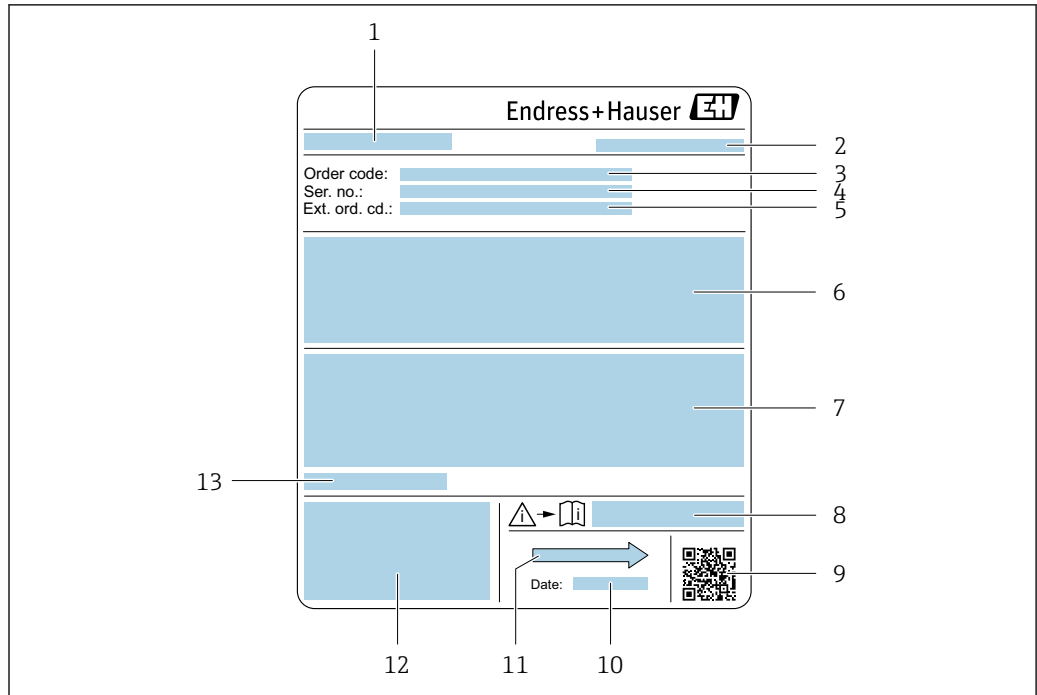 1
Endress+Hauser EH
2
Order code:
3
Ser. no.:
4
Ext. ord. cd.:
5
6
7
13
i i
8
9
11
Date:
12
10